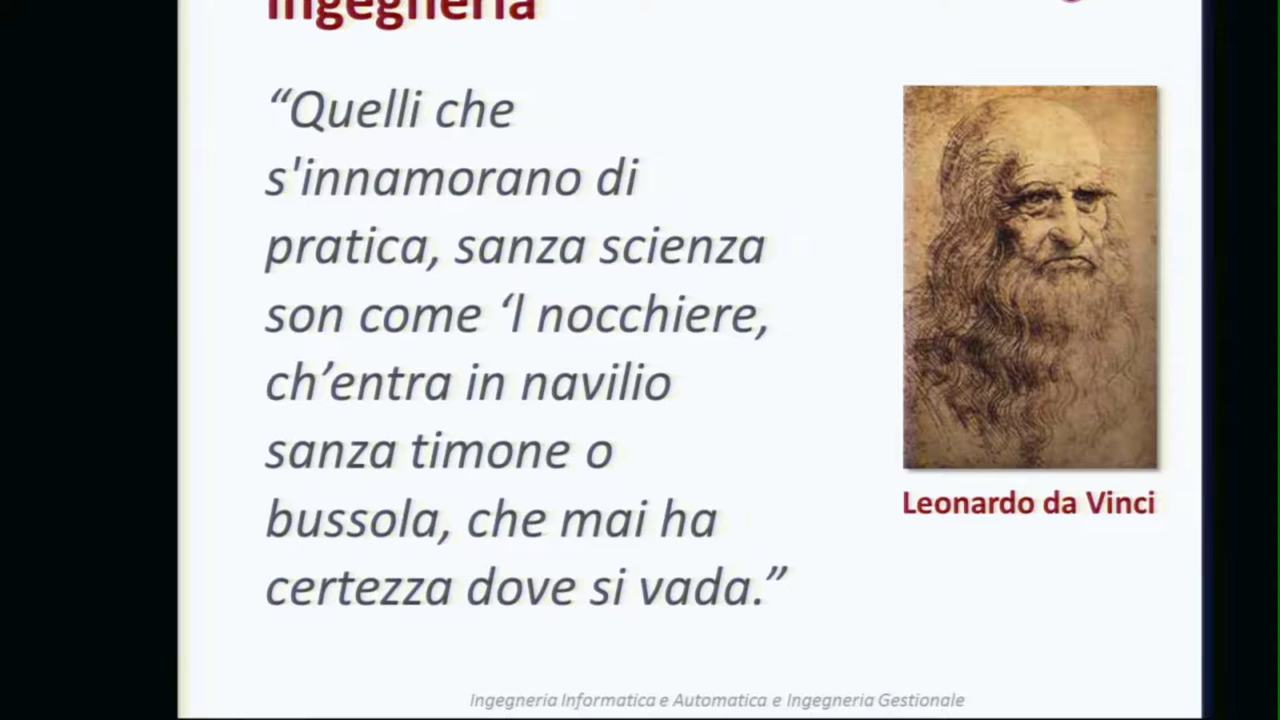 Ingegneria
“Quelli che
s'innamorano di
pratica, sanza scienza
son come ‘l nocchiere,
ch’entra in navilio
sanza timone o
bussola, che mai ha
certezza dove si vada.”
Leonardo da Vinci
Ingegneria Informatica e Automatica e Ingegneria Gestionale